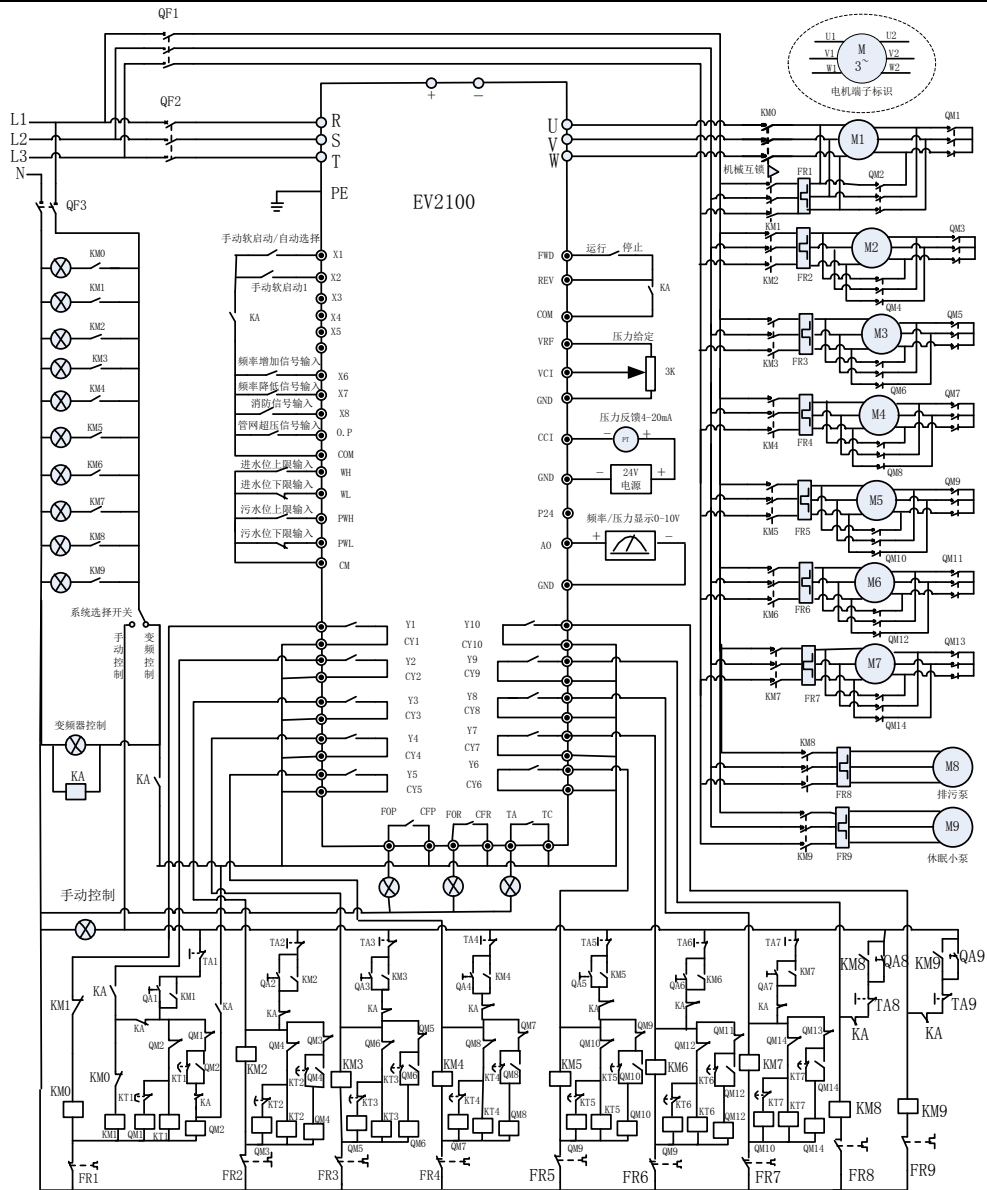 QF1
U1 U2
V1 M V2
W1 3~ W2
电机端子标识
+ −
QF2
L1 R
L2 S
L3 T
N
U
V
W
KM0
M1
QM1
机械互锁
FR1
QM2
PE
EV2100
QF3
手动软启动/自动选择
X1
X2
手动软启动1
X3
X4
X5
KA
频率增加信号输入
X6
频率降低信号输入
X7
消防信号输入
X8
管网超压信号输入
O.P
COM
进水位上限输入
WH
进水位下限输入
WL
污水位上限输入
PWH
污水位下限输入
PWL
CM
运行 停止
FWD
REV
KA
COM
VRF
压力给定
VCI
3K
GND
压力反馈4~20mA
CCI
− PT +
GND
− 24V +
电源
P24
频率/压力显示0-10V
AO
+ −
GND
KM1
KM2
FR2
M2
QM3
QM4
KM3
FR3
M3
QM5
QM6
KM4
FR4
M4
QM7
QM8
KM5
FR5
M5
QM9
QM10
KM6
FR6
M6
QM11
QM12
KM7
FR7
M7
QM13
QM14
KM8
FR8
M8
排污泵
KM9
FR9
M9
休眠小泵
KM0
KM1
KM2
KM3
KM4
KM5
KM6
KM7
KM8
KM9
系统选择开关
手动控制
变频控制
变频器控制
KA
KA
Y1
CY1
Y2
CY2
Y3
CY3
Y4
CY4
Y5
CY5
Y10
CY10
Y9
CY9
Y8
CY8
Y7
CY7
Y6
CY6
FOP CFP FOR CFR TA TC
手动控制
KM1
KM0
FR1
KA
QA1
KM1
TA1
KA
KA
KM0
QM2
QM1
KT1
KT1
QM2
KA
KM1
QM1
KT1
QM2
TA2
QA2
KM2
KA
KM2
QM4
QM3
KT2
QM4
KT2
KT2
QM4
QM3
FR2
TA3
QA3
KM3
KA
KM3
QM6
QM5
KT3
QM6
KT3
KT3
QM6
QM5
FR3
TA4
QA4
KM4
KA
KM4
QM8
QM7
KT4
QM8
KT4
KT4
QM8
QM7
FR4
TA5
QA5
KM5
KA
KM5
QM10
QM9
KT5
QM10
KT5
KT5
QM10
QM9
FR5
TA6
QA6
KM6
KA
KM6
QM12
QM11
KT6
QM12
KT6
KT6
QM12
QM9
FR6
TA7
QA7
KM7
KA
KM7
QM14
QM13
KT7
QM14
KT7
KT7
QM14
QM10
FR7
KM8
QA8
TA8
KA
KM8
FR8
KM9
QA9
TA9
KA
KM9
FR9